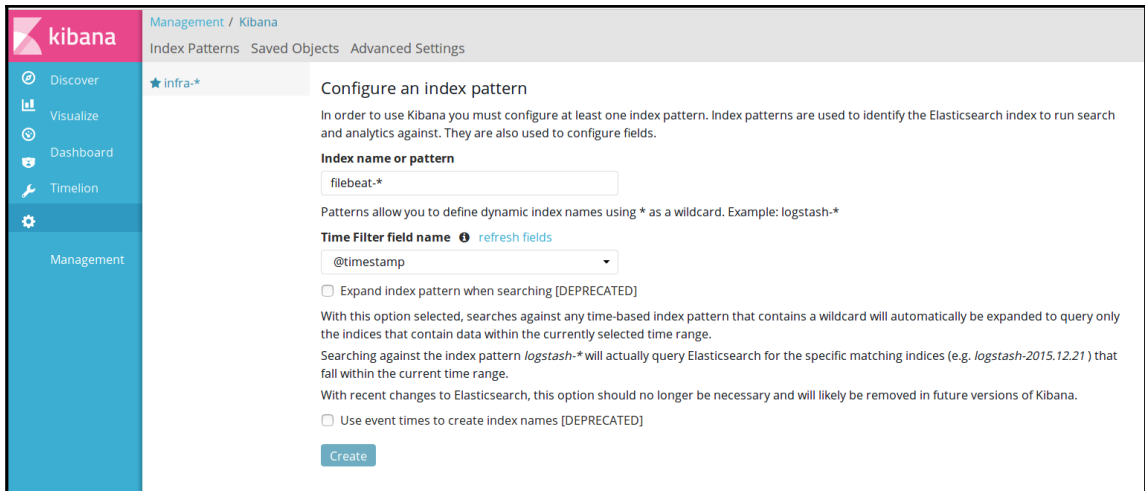 kibana
Management / Kibana
Index Patterns Saved Objects Advanced Settings
Discover
Visualize
Dashboard
Timelion
Management
infra-*
Configure an index pattern
In order to use Kibana you must configure at least one index pattern. Index patterns are used to identify the Elasticsearch index to run search
and analytics against. They are also used to configure fields.
Index name or pattern
filebeat-*
Patterns allow you to define dynamic index names using * as a wildcard. Example: logstash-*
Time Filter field name refresh fields
@timestamp
Expand index pattern when searching [DEPRECATED]
With this option selected, searches against any time-based index pattern that contains a wildcard will automatically be expanded to query only
the indices that contain data within the currently selected time range.
Searching against the index pattern logstash-* will actually query Elasticsearch for the specific matching indices (e.g. logstash-2015.12.21 ) that
fall within the current time range.
With recent changes to Elasticsearch, this option should no longer be necessary and will likely be removed in future versions of Kibana.
Use event times to create index names [DEPRECATED]
Create